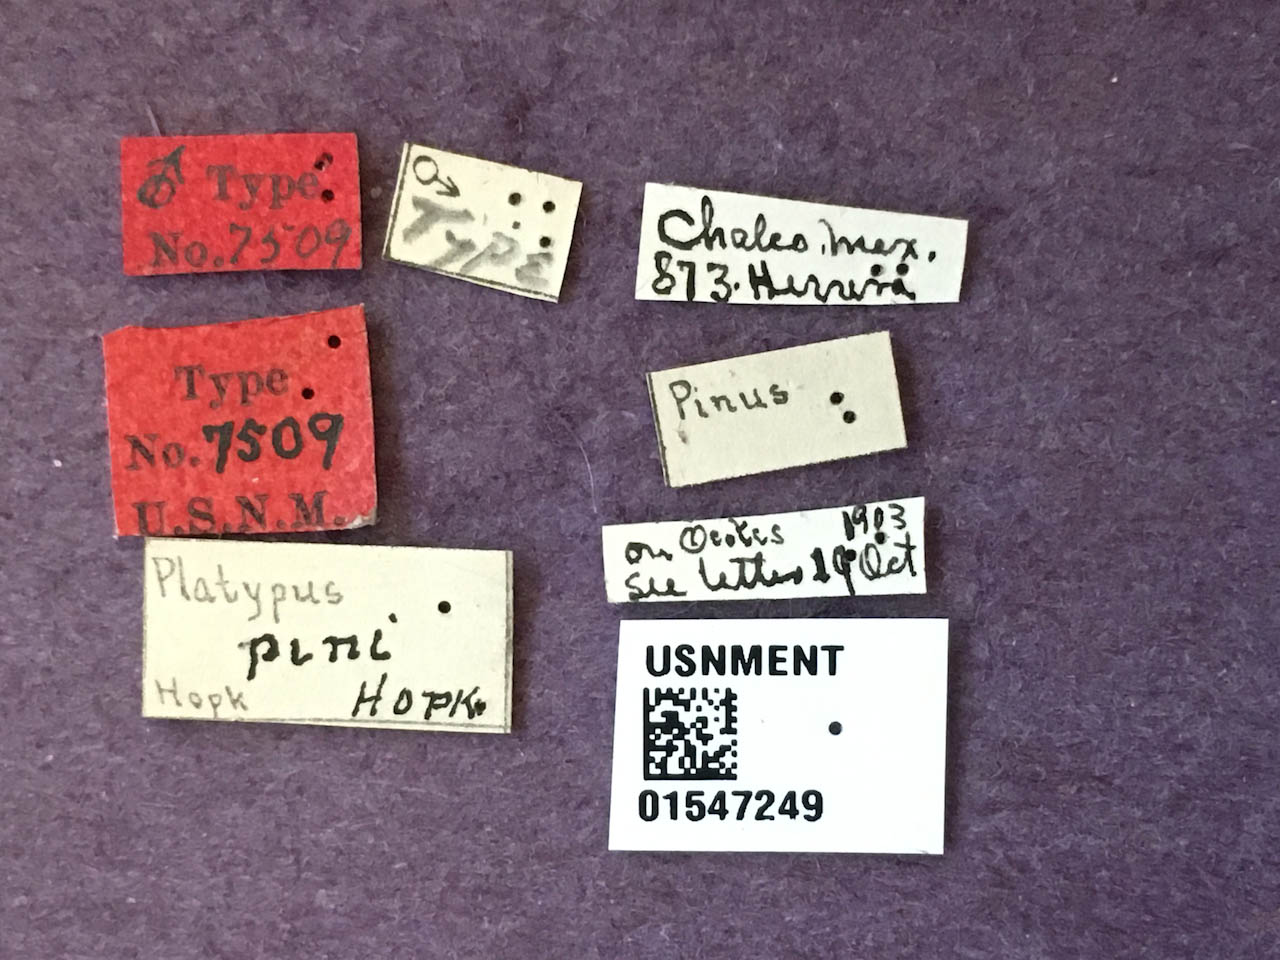 ♂ Type
No. 7509
♂
TYPE
Chalco, Mex.
873. Herrera
Type
No. 7509
U.S.N.M.
Pinus
on 1903
see letter 19 Oct
Platypus
pini
Hopk Hopk.
USNMENT
01547249